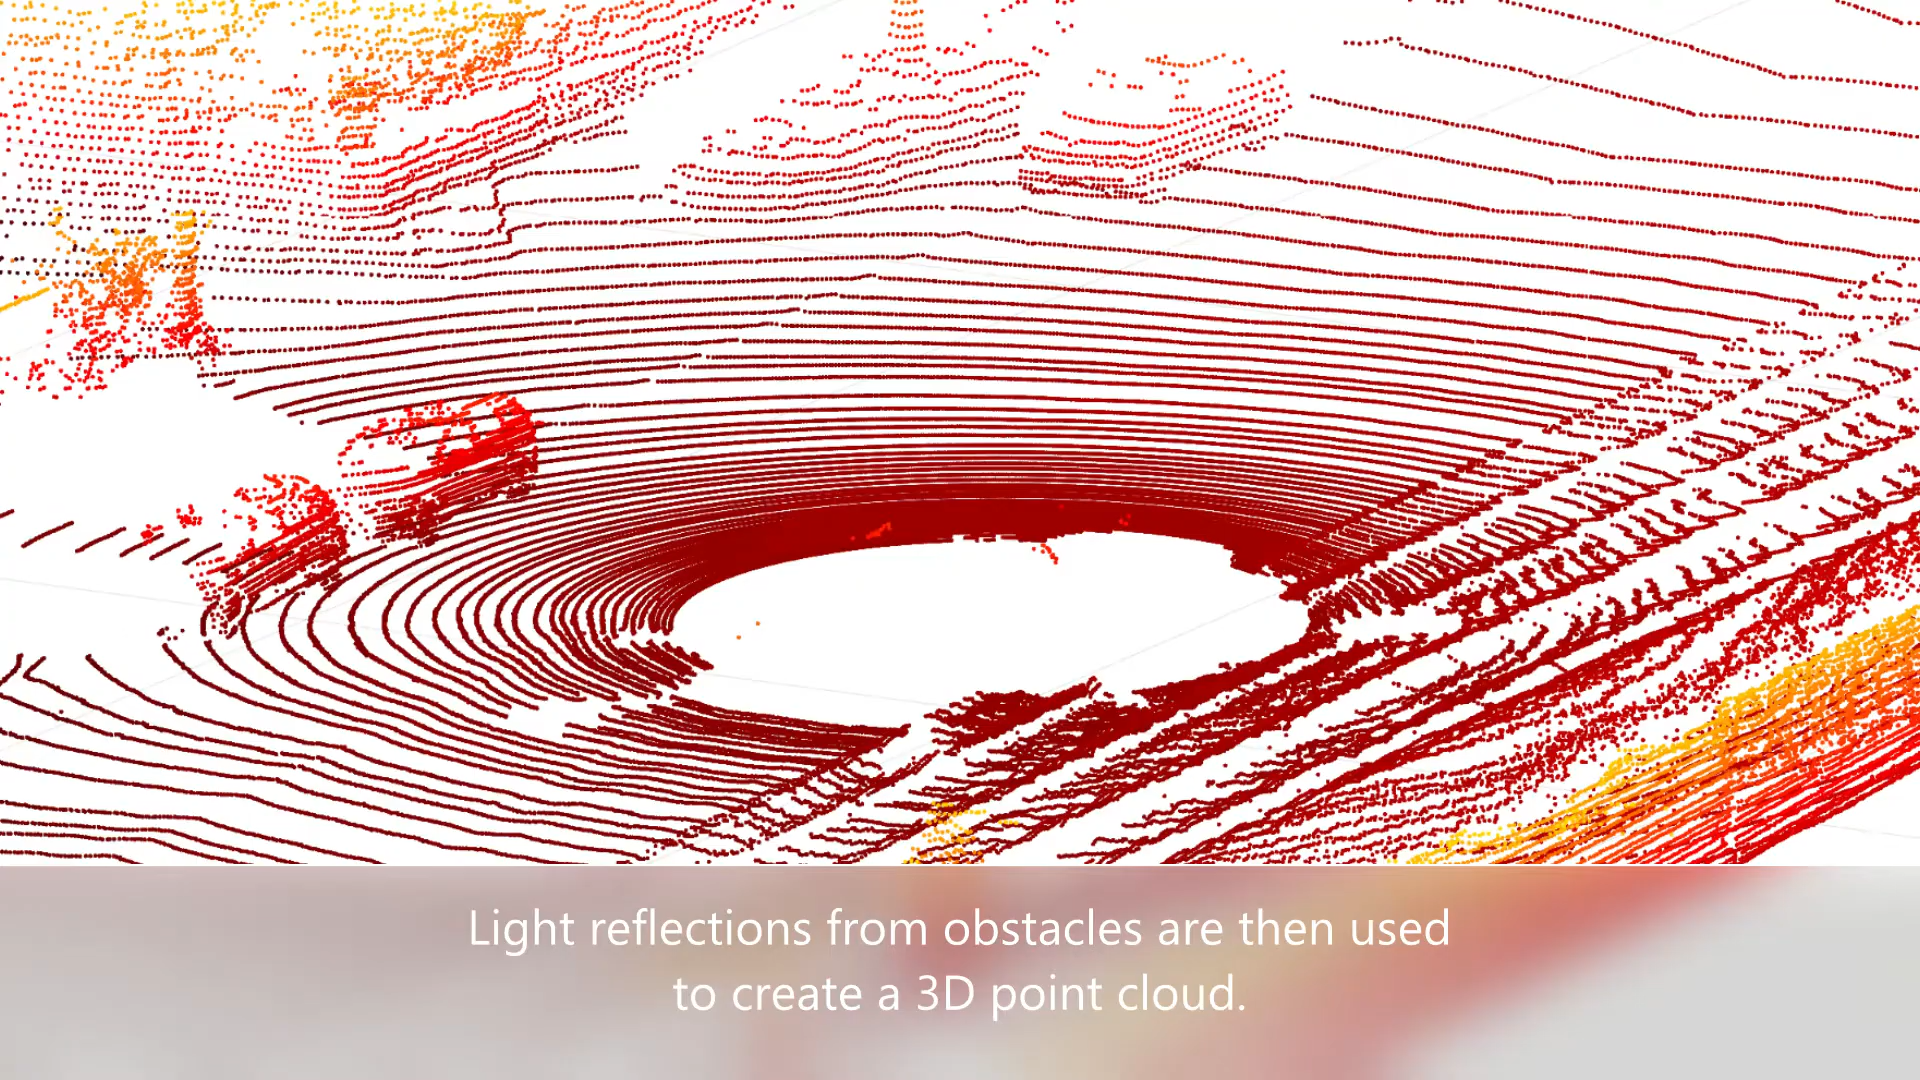 Light reflections from obstacles are then used
to create a 3D point cloud.